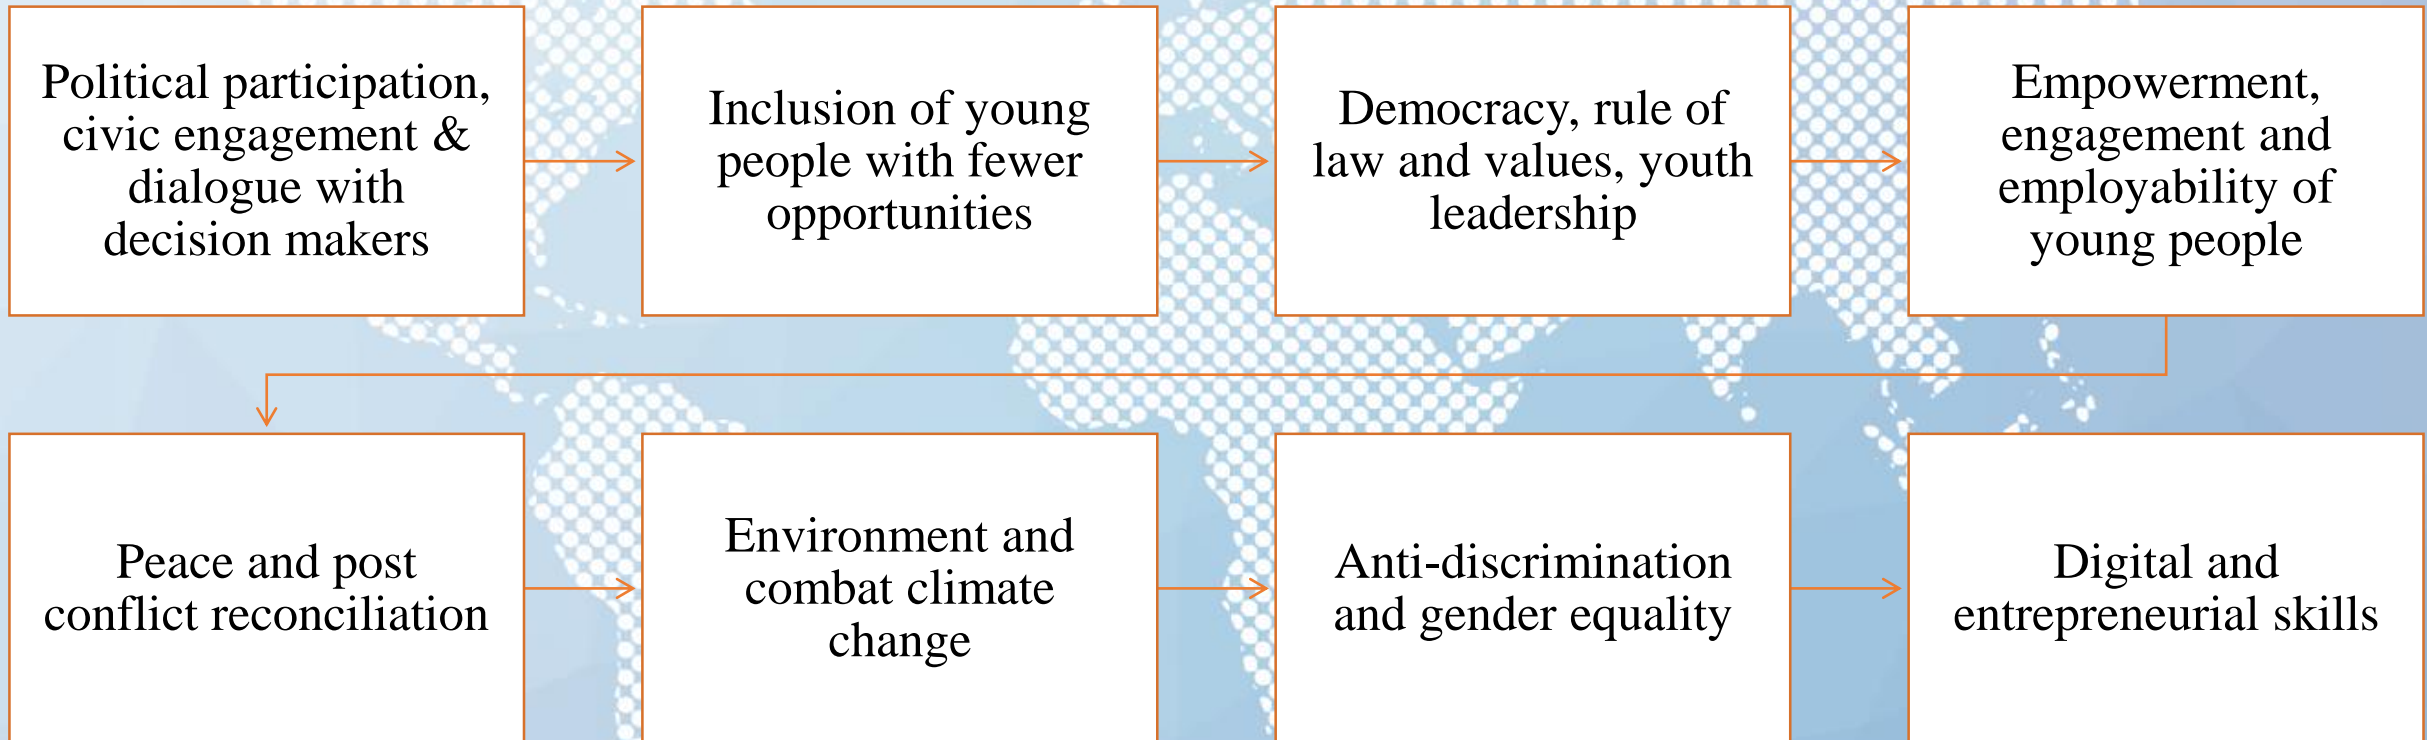 Political participation,
civic engagement &
dialogue with
decision makers
Inclusion of young
people with fewer
opportunities
Democracy, rule of
law and values, youth
leadership
Empowerment,
engagement and
employability of
young people
Peace and post
conflict reconciliation
Environment and
combat climate
change
Anti-discrimination
and gender equality
Digital and
entrepreneurial skills